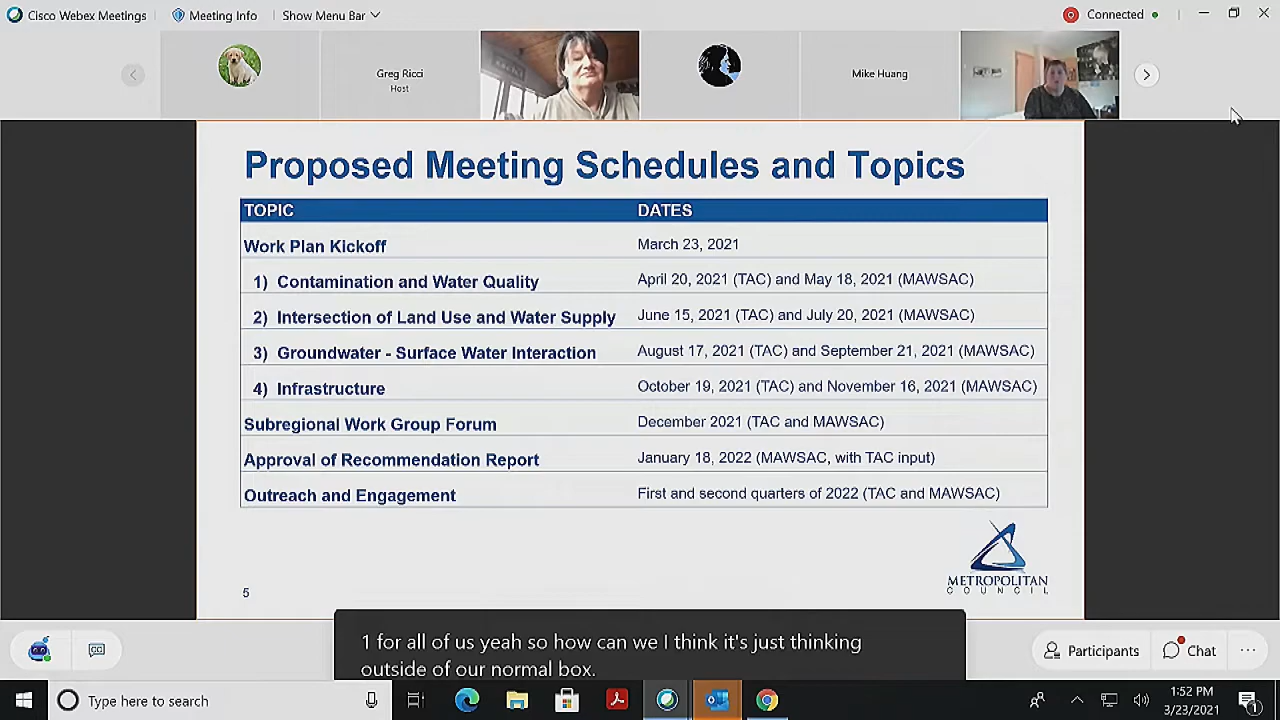 Cisco Webex Meetings
Meeting Info
Show Menu Bar
Connected
Greg Ricci
Host
Mike Huang
Proposed Meeting Schedules and Topics
TOPIC DATES
Work Plan Kickoff March 23, 2021
1) Contamination and Water Quality April 20, 2021 (TAC) and May 18, 2021 (MAWSAC)
2) Intersection of Land Use and Water Supply June 15, 2021 (TAC) and July 20, 2021 (MAWSAC)
3) Groundwater - Surface Water Interaction August 17, 2021 (TAC) and September 21, 2021 (MAWSAC)
4) Infrastructure October 19, 2021 (TAC) and November 16, 2021 (MAWSAC)
Subregional Work Group Forum December 2021 (TAC and MAWSAC)
Approval of Recommendation Report January 18, 2022 (MAWSAC, with TAC input)
Outreach and Engagement First and second quarters of 2022 (TAC and MAWSAC)
METROPOLITAN
COUNCIL
5
1 for all of us yeah so how can we I think it's just thinking
outside of our normal box.
CC
Participants
Chat
Type here to search
1:52 PM
3/23/2021
1